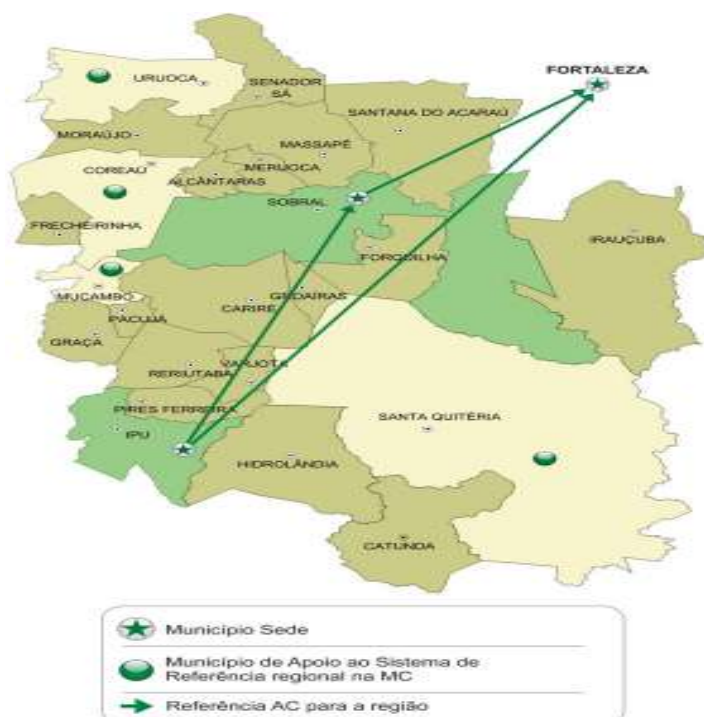 FORTALEZA
URUOCA
SENADOR
SÁ
SANTANA DO ACARAÚ
MORAÚJO
MASSAPÊ
COREAÚ
MERUOCA
ALCÂNTARAS
SOBRAL
FRECHEIRINHA
IRAUÇUBA
FORQUILHA
MUCAMBO
GROAÍRAS
PACUJÁ
CARIRÉ
GRAÇA
VARJOTA
RERIUTABA
PIRES FERREIRA
SANTA QUITÉRIA
IPU
HIDROLÂNDIA
CATUNDA
Município Sede
Município de Apoio ao Sistema de
Referência regional na MC
Referência AC para a região